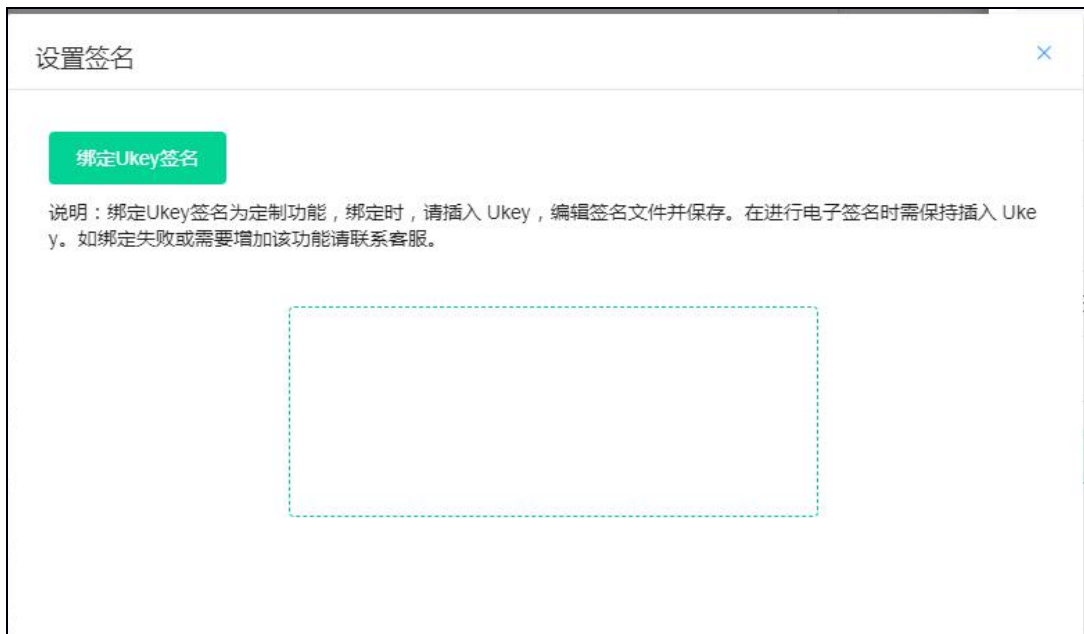 设置签名
绑定Ukey签名
说明：绑定Ukey签名为定制功能，绑定时，请插入 Ukey，编辑签名文件并保存。在进行电子签名时需保持插入 Uke
y。如绑定失败或需要增加该功能请联系客服。